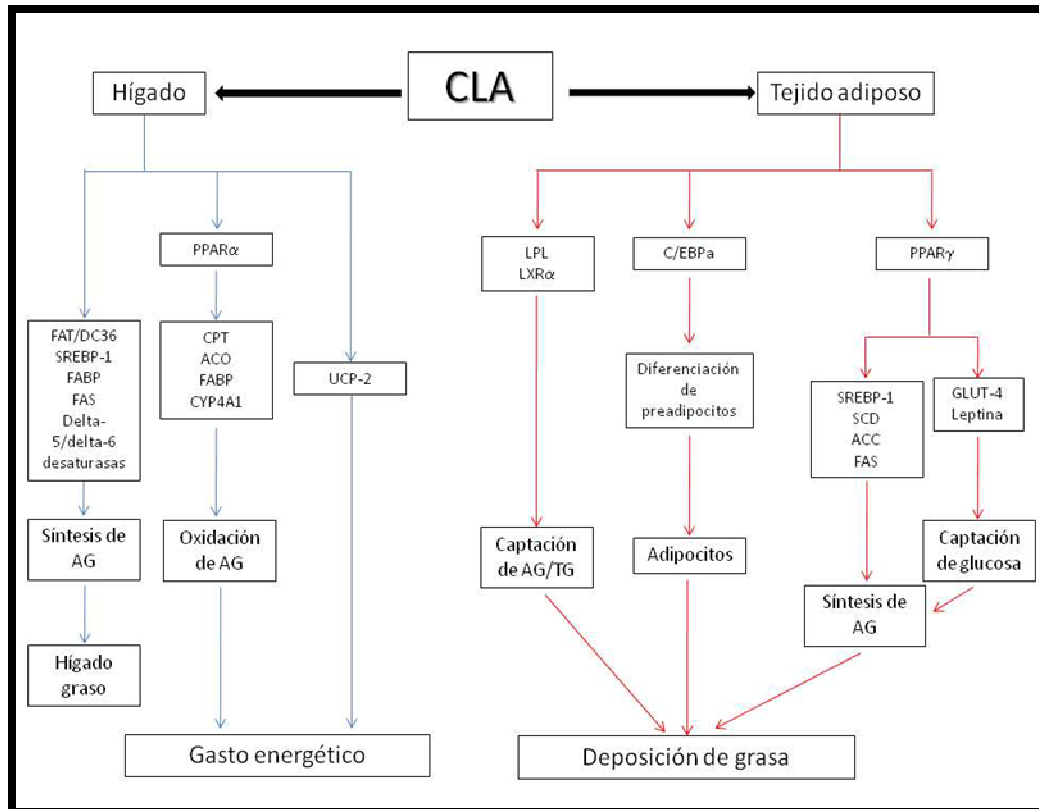 CLA
Hígado
Tejido adiposo
PPARα
LPL
LXRα
C/EBPa
PPARγ
FAT/DC36
SREBP-1
FABP
FAS
Delta-
5/delta-6
desaturasas
CPT
ACO
FABP
CYP4A1
UCP-2
Diferenciación
de
preadipocitos
SREBP-1
SCD
ACC
FAS
GLUT-4
Leptina
Síntesis de
AG
Oxidación
de AG
Captación
de AG/TG
Adipocitos
Captación
de glucosa
Síntesis de
AG
Hígado
graso
Gasto energético
Deposición de grasa